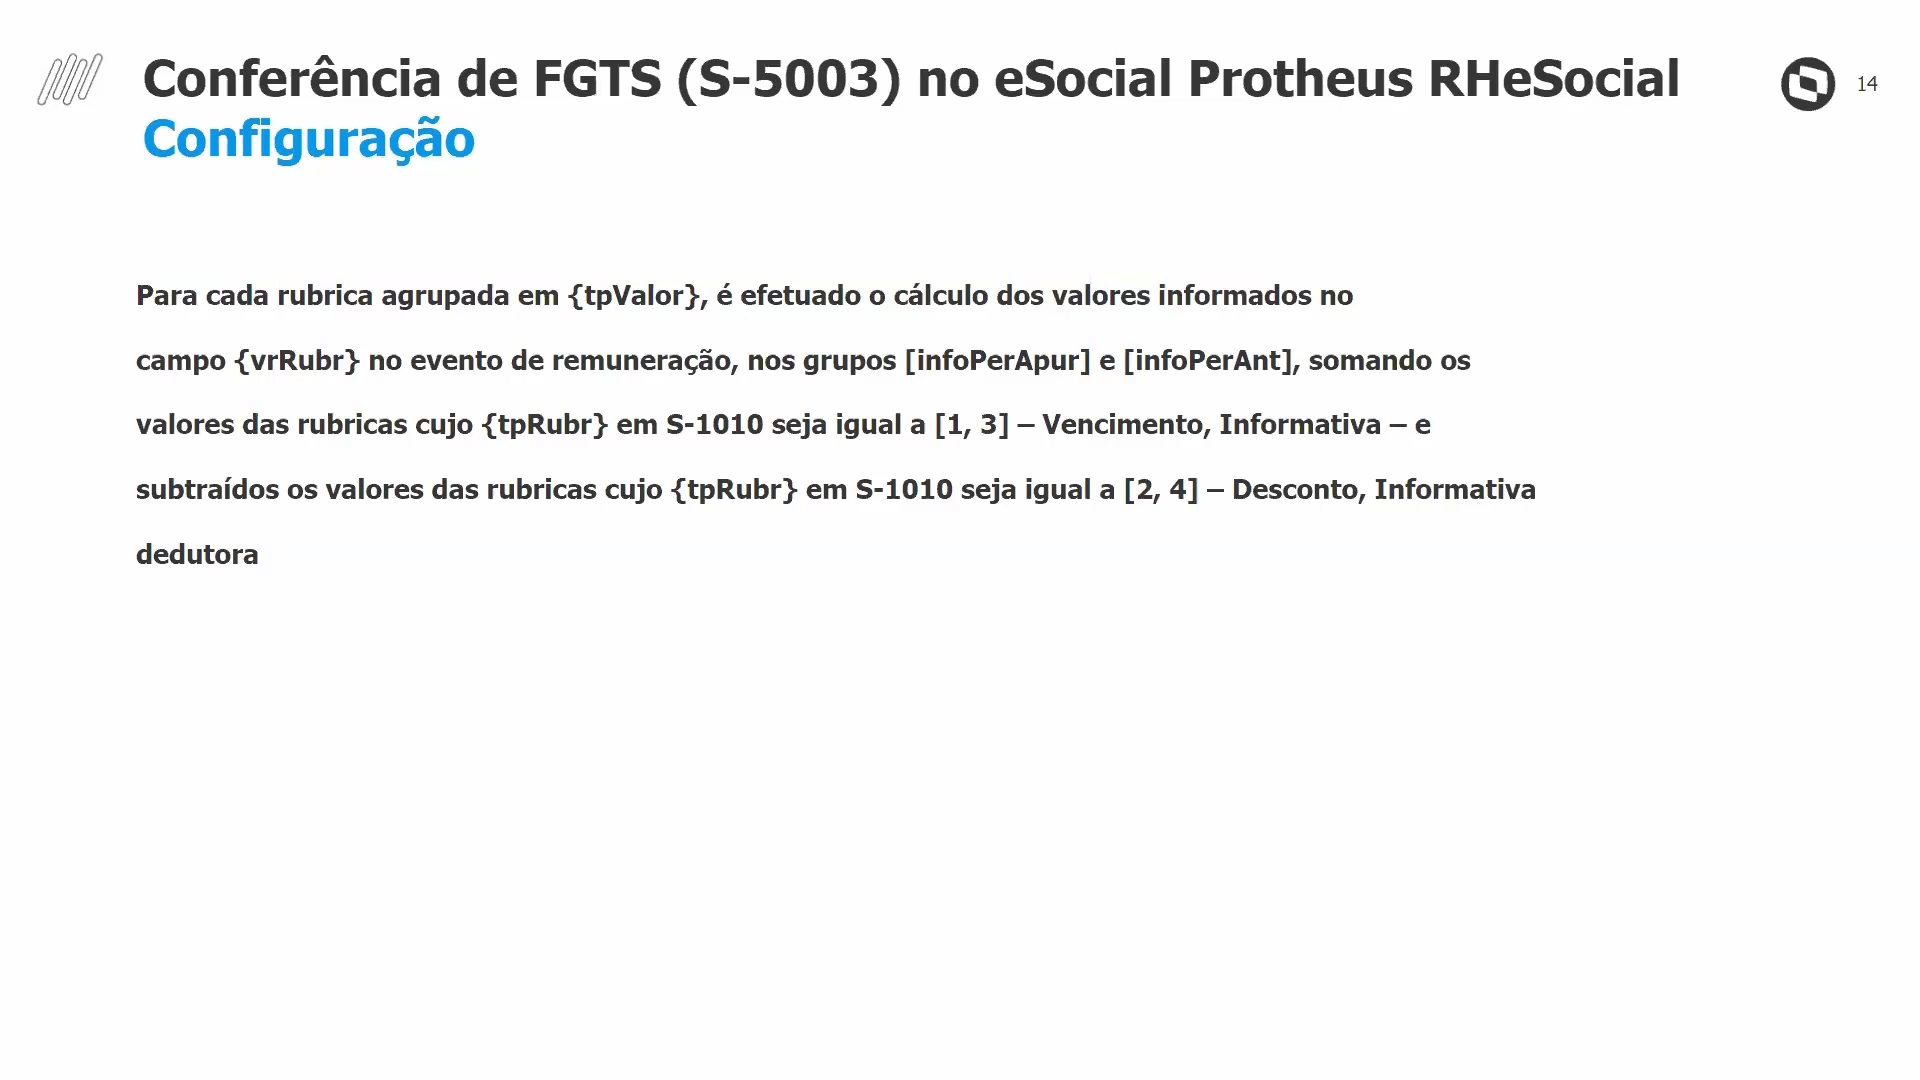 Conferência de FGTS (S-5003) no eSocial Protheus RHeSocial
14
Configuração
Para cada rubrica agrupada em {tpValor}, é efetuado o cálculo dos valores informados no
campo {vrRubr} no evento de remuneração, nos grupos [infoPerApur] e [infoPerAnt], somando os
valores das rubricas cujo {tpRubr} em S-1010 seja igual a [1, 3] – Vencimento, Informativa – e
subtraídos os valores das rubricas cujo {tpRubr} em S-1010 seja igual a [2, 4] – Desconto, Informativa
dedutora